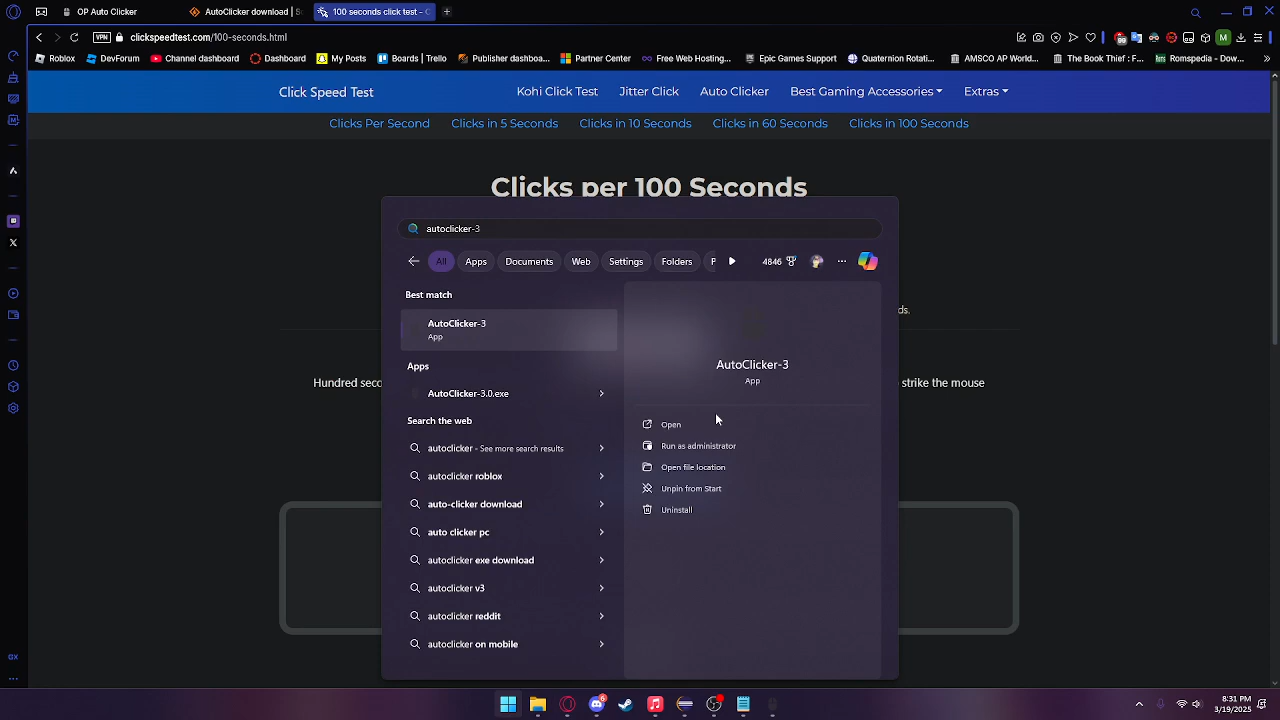 OP Auto Clicker
AutoClicker download | Sc
100 seconds click test – C
VPN
clickspeedtest.com/100-seconds.html
M
Roblox
DevForum
Channel dashboard
Dashboard
My Posts
Boards | Trello
Publisher dashboa...
Partner Center
Free Web Hosting...
Epic Games Support
Quaternion Rotati...
AMSCO AP World...
The Book Thief : F...
Romspedia - Dow...
Click Speed Test
Kohi Click Test
Jitter Click
Auto Clicker
Best Gaming Accessories
Extras
Clicks Per Second
Clicks in 5 Seconds
Clicks in 10 Seconds
Clicks in 60 Seconds
Clicks in 100 Seconds
Clicks per 100 Seconds
autoclicker-3
All
Apps
Documents
Web
Settings
Folders
P
4846
Best match
AutoClicker-3
App
Apps
AutoClicker-3.0.exe
Search the web
autoclicker - See more search results
autoclicker roblox
auto-clicker download
auto clicker pc
autoclicker exe download
autoclicker v3
autoclicker reddit
autoclicker on mobile
AutoClicker-3
App
Open
Run as administrator
Open file location
Unpin from Start
Uninstall
ds.
Hundred seco
strike the mouse
8:31 PM
3/19/2025